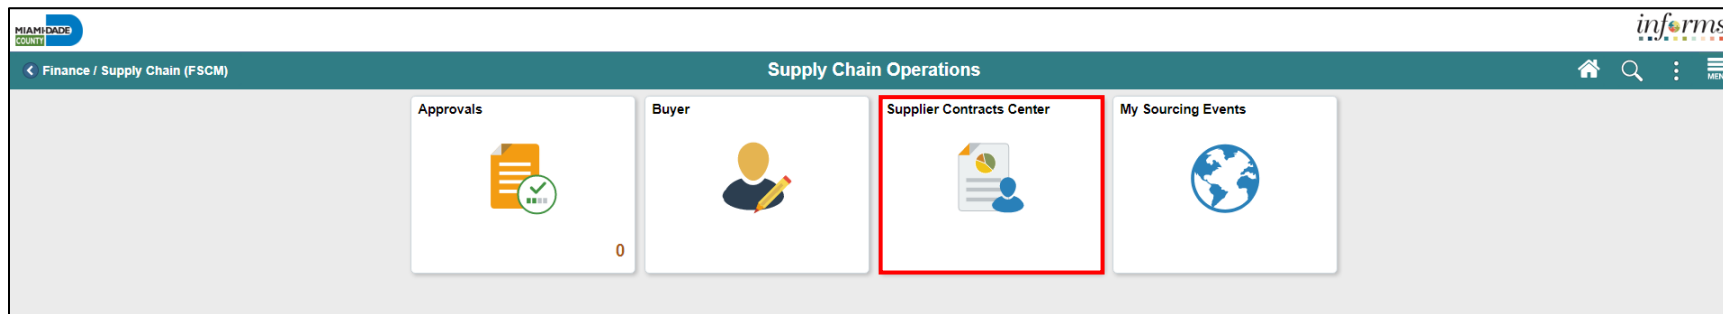 MIAMI-DADE
COUNTY
informs
Finance / Supply Chain (FSCM)
Supply Chain Operations
MEN
Approvals
Buyer
Supplier Contracts Center
My Sourcing Events
0